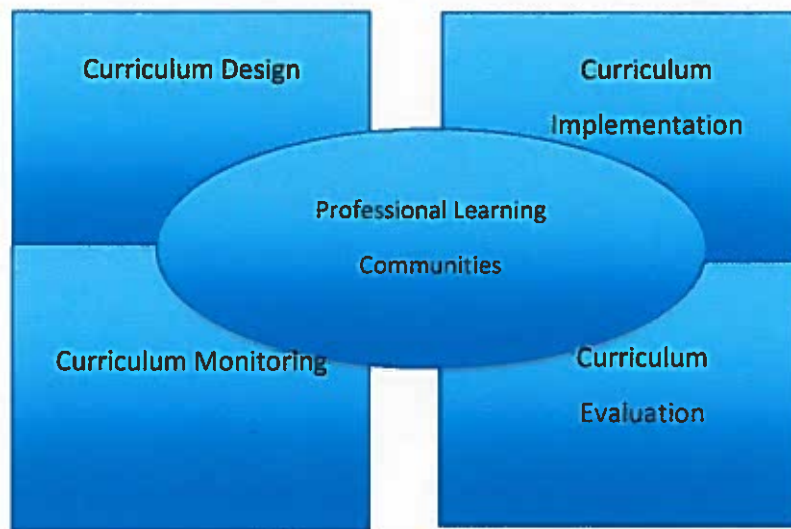 Curriculum Design
Curriculum
Implementation
Professional Learning
Communities
Curriculum Monitoring
Curriculum
Evaluation